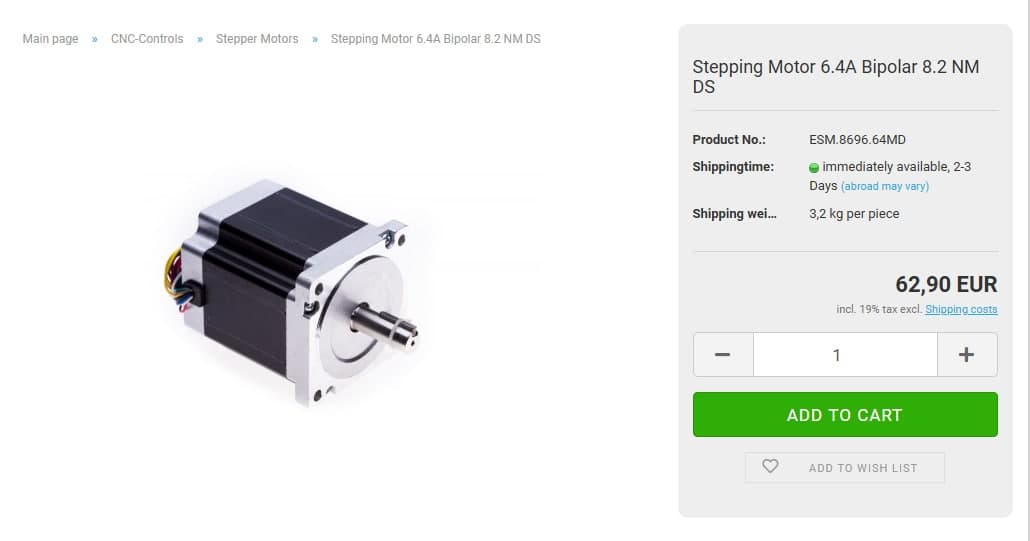 Main page » CNC-Controls » Stepper Motors » Stepping Motor 6.4A Bipolar 8.2 NM DS
Stepping Motor 6.4A Bipolar 8.2 NM
DS
Product No.: ESM.8696.64MD
Shippingtime: immediately available, 2-3
Days (abroad may vary)
Shipping wei... 3,2 kg per piece
62,90 EUR
incl. 19% tax excl. Shipping costs
− 1 +
ADD TO CART
ADD TO WISH LIST